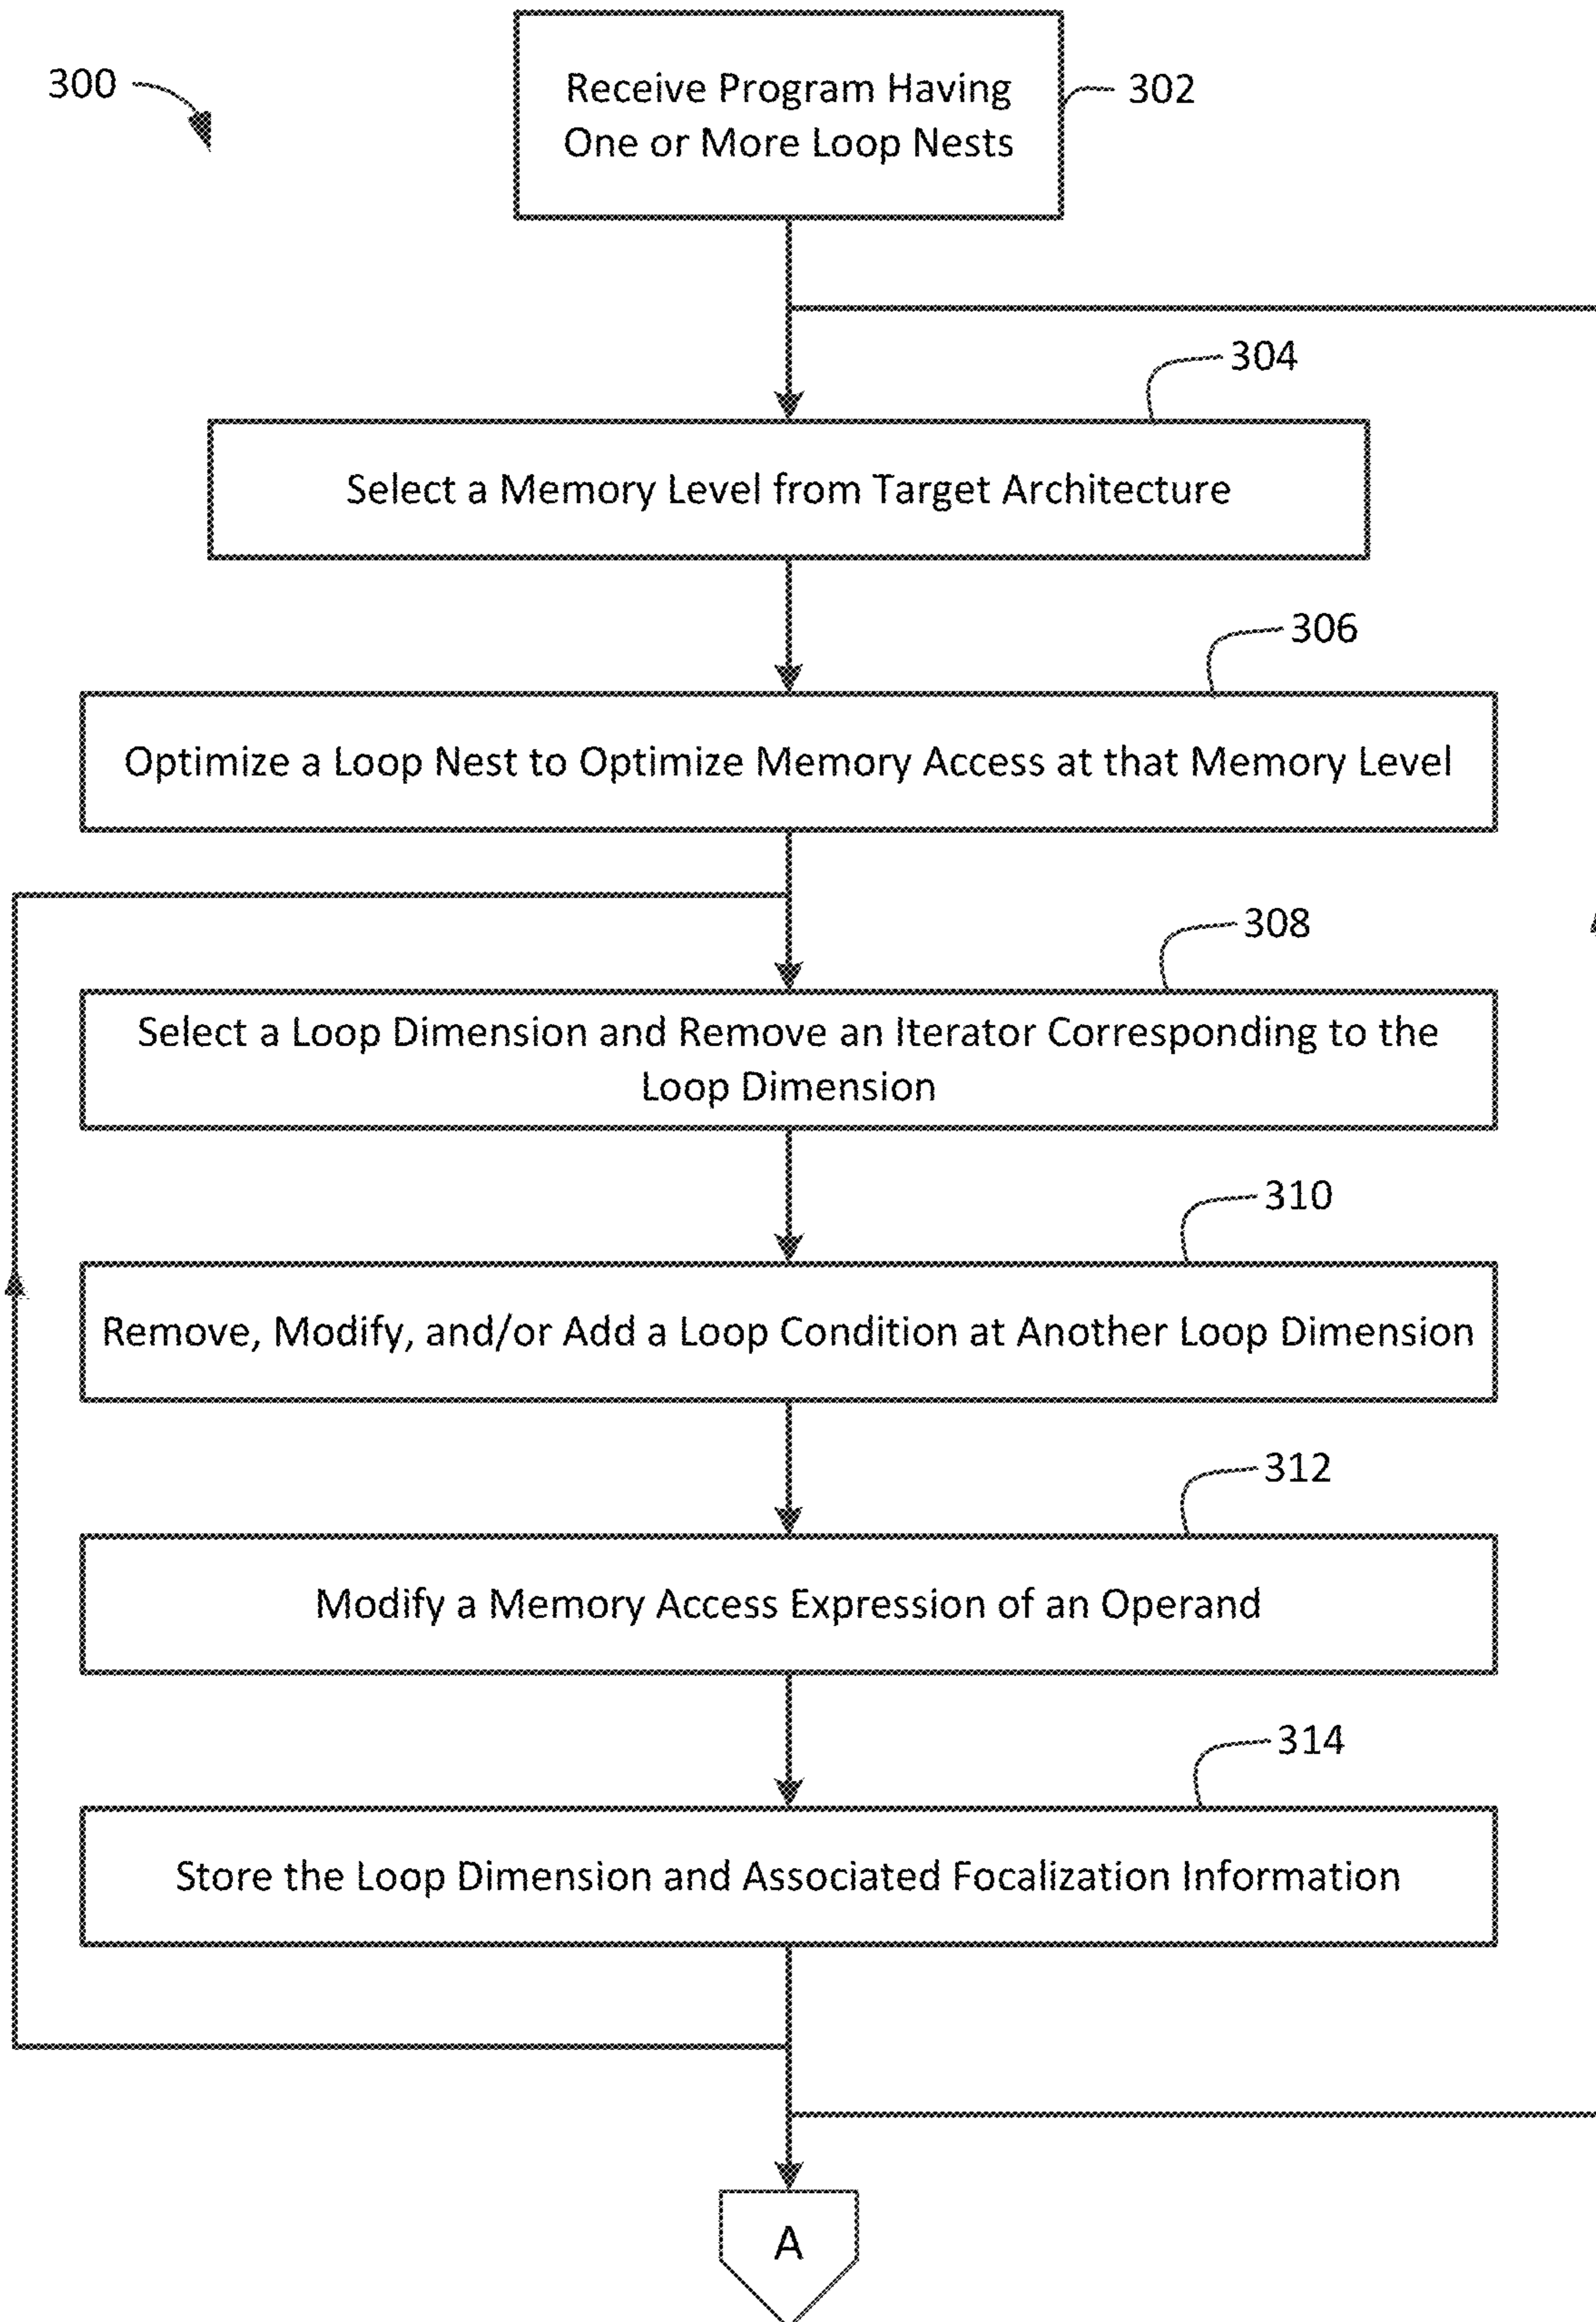 300
Receive Program Having
One or More Loop Nests
302
304
Select a Memory Level from Target Architecture
306
Optimize a Loop Nest to Optimize Memory Access at that Memory Level
308
Select a Loop Dimension and Remove an Iterator Corresponding to the
Loop Dimension
310
Remove, Modify, and/or Add a Loop Condition at Another Loop Dimension
312
Modify a Memory Access Expression of an Operand
314
Store the Loop Dimension and Associated Focalization Information
A